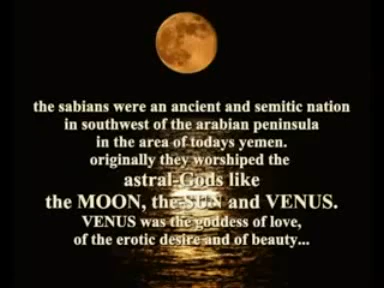 the sabians were an ancient and semitic nation
in southwest of the arabian peninsula
in the area of todays yemen.
originally they worshiped the
astral-Gods like
the MOON, the SUN and VENUS.
VENUS was the goddess of love,
of the erotic desire and of beauty...